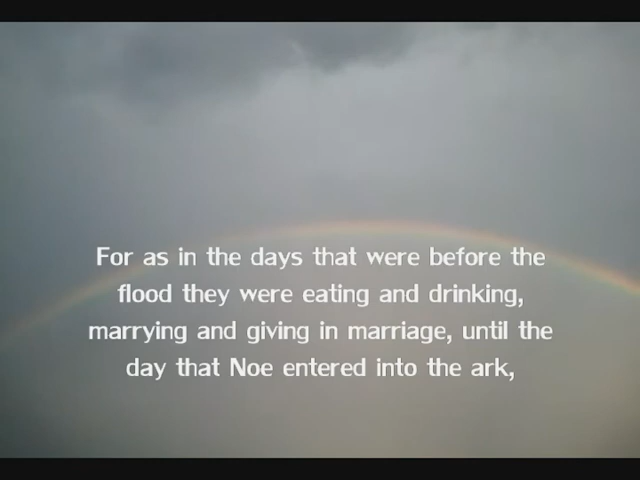 For as in the days that were before the
flood they were eating and drinking,
marrying and giving in marriage, until the
day that Noe entered into the ark,